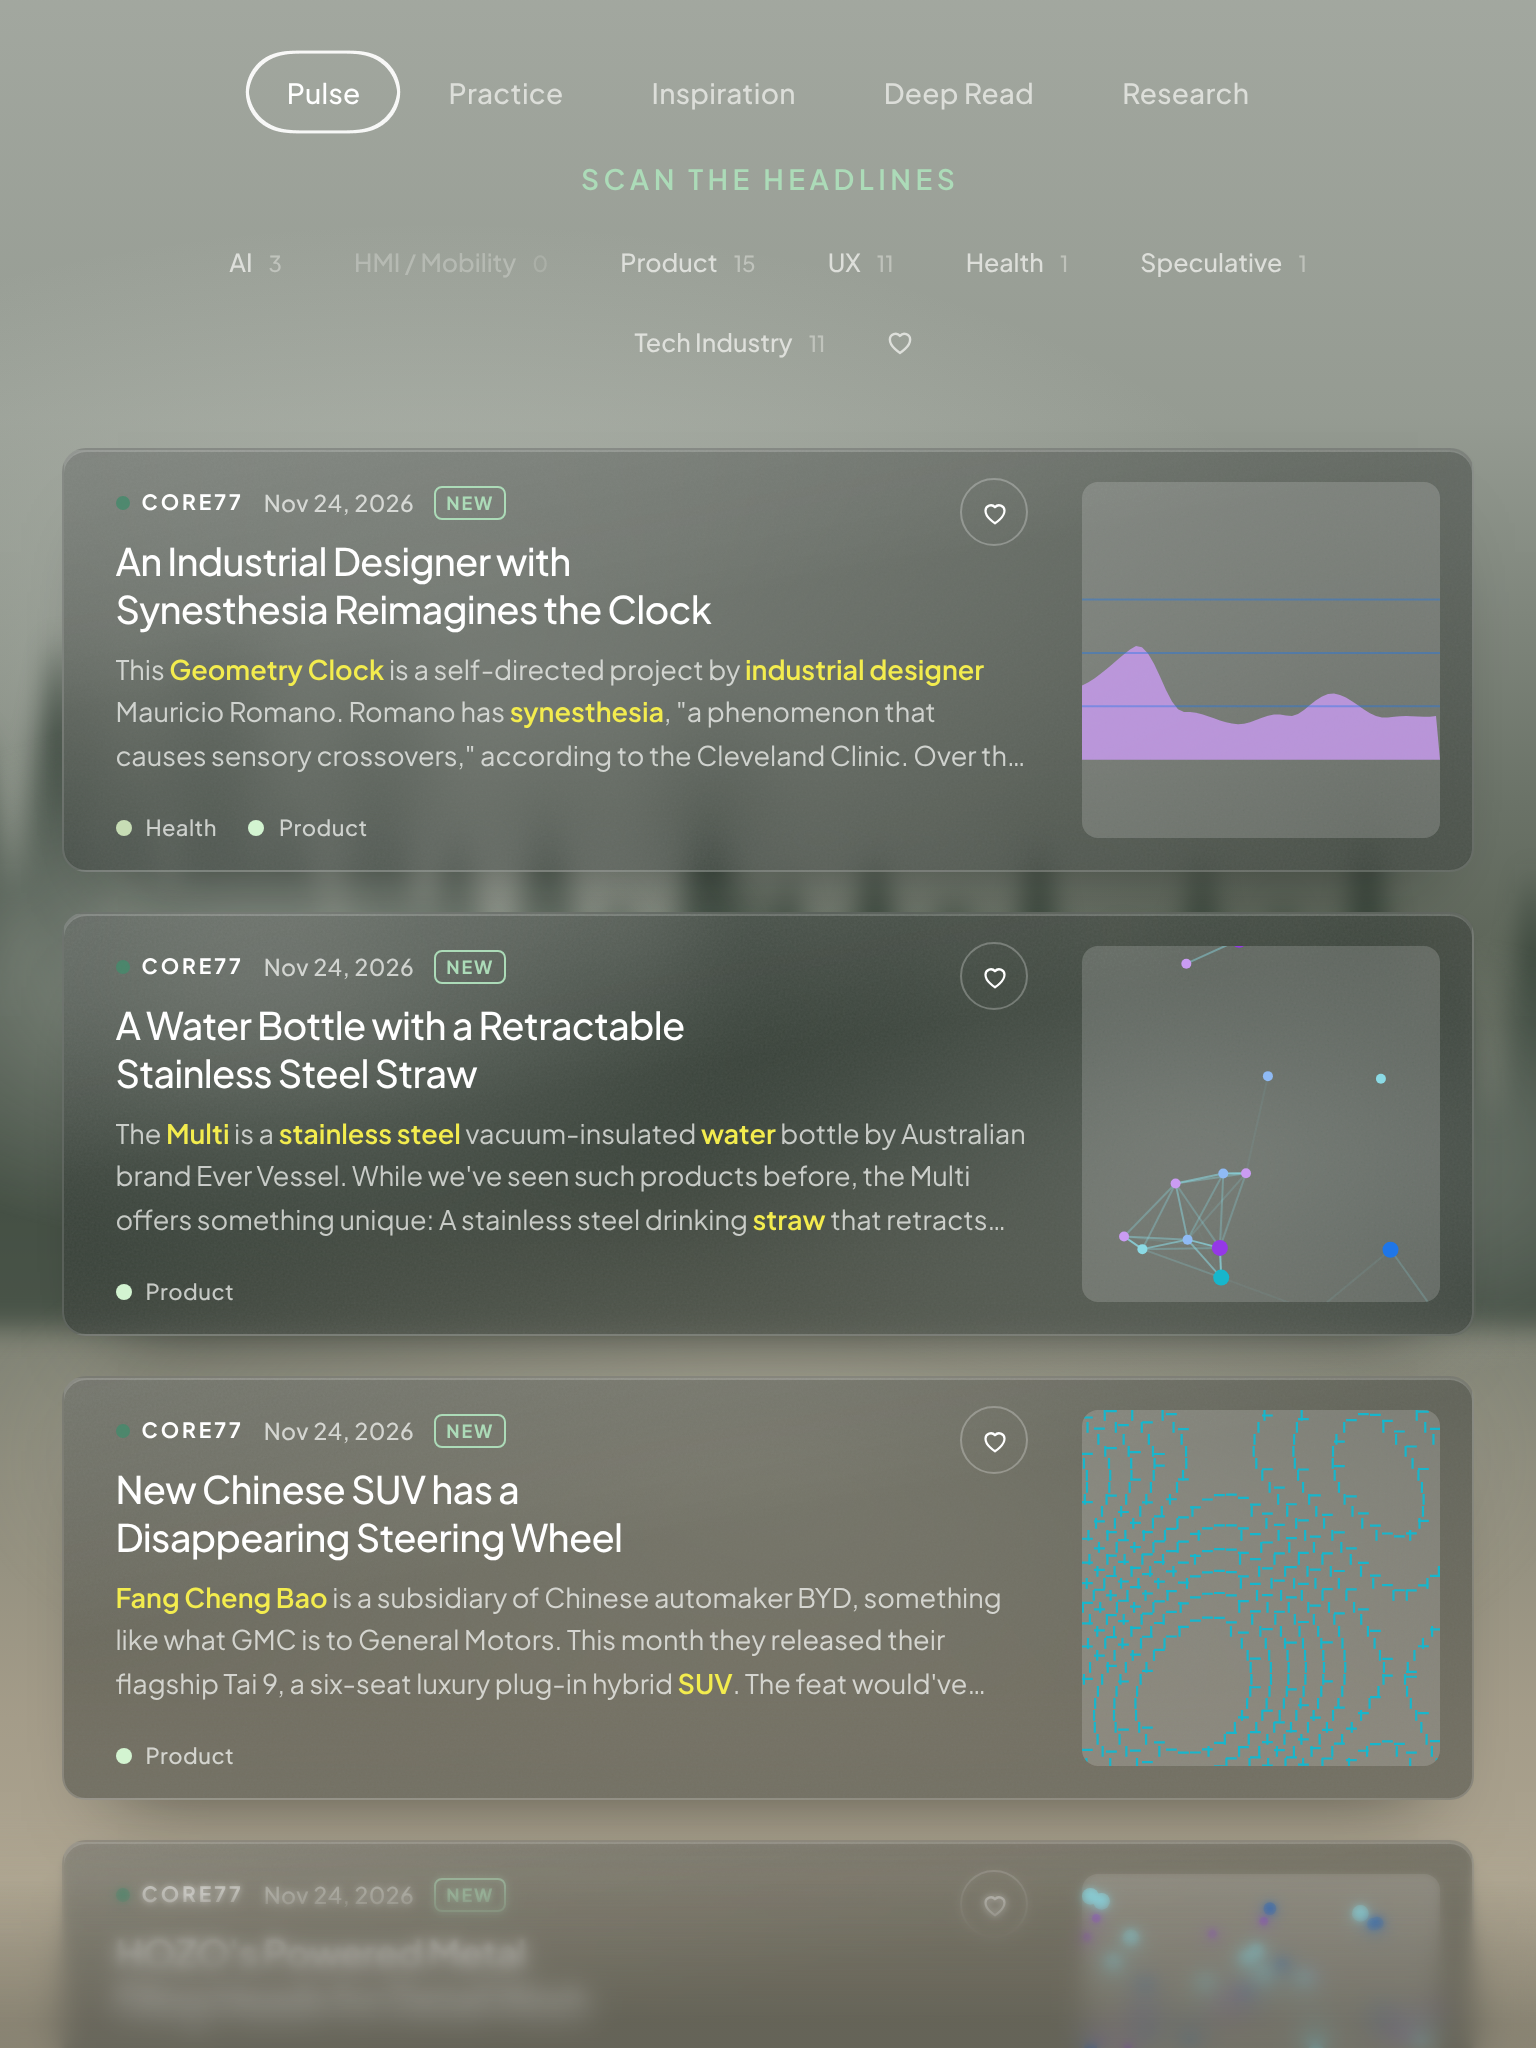 Pulse Practice Inspiration Deep Read Research
SCAN THE HEADLINES
AI 3 HMI / Mobility 0 Product 15 UX 11 Health 1 Speculative 1
Tech Industry 11
CORE77 Nov 24, 2026 NEW
An Industrial Designer with
Synesthesia Reimagines the Clock
This Geometry Clock is a self-directed project by industrial designer
Mauricio Romano. Romano has synesthesia, "a phenomenon that
causes sensory crossovers," according to the Cleveland Clinic. Over th…
Health Product
CORE77 Nov 24, 2026 NEW
A Water Bottle with a Retractable
Stainless Steel Straw
The Multi is a stainless steel vacuum-insulated water bottle by Australian
brand Ever Vessel. While we've seen such products before, the Multi
offers something unique: A stainless steel drinking straw that retracts…
Product
CORE77 Nov 24, 2026 NEW
New Chinese SUV has a
Disappearing Steering Wheel
Fang Cheng Bao is a subsidiary of Chinese automaker BYD, something
like what GMC is to General Motors. This month they released their
flagship Tai 9, a six-seat luxury plug-in hybrid SUV. The feat would've…
Product
CORE77 Nov 24, 2026 NEW
HOZO's Powered Metal